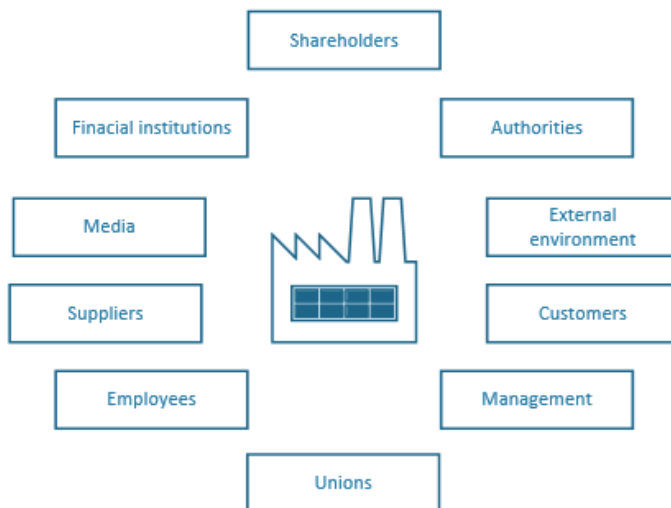 Shareholders
Finacial institutions
Authorities
Media
External
environment
Suppliers
Customers
Employees
Management
Unions